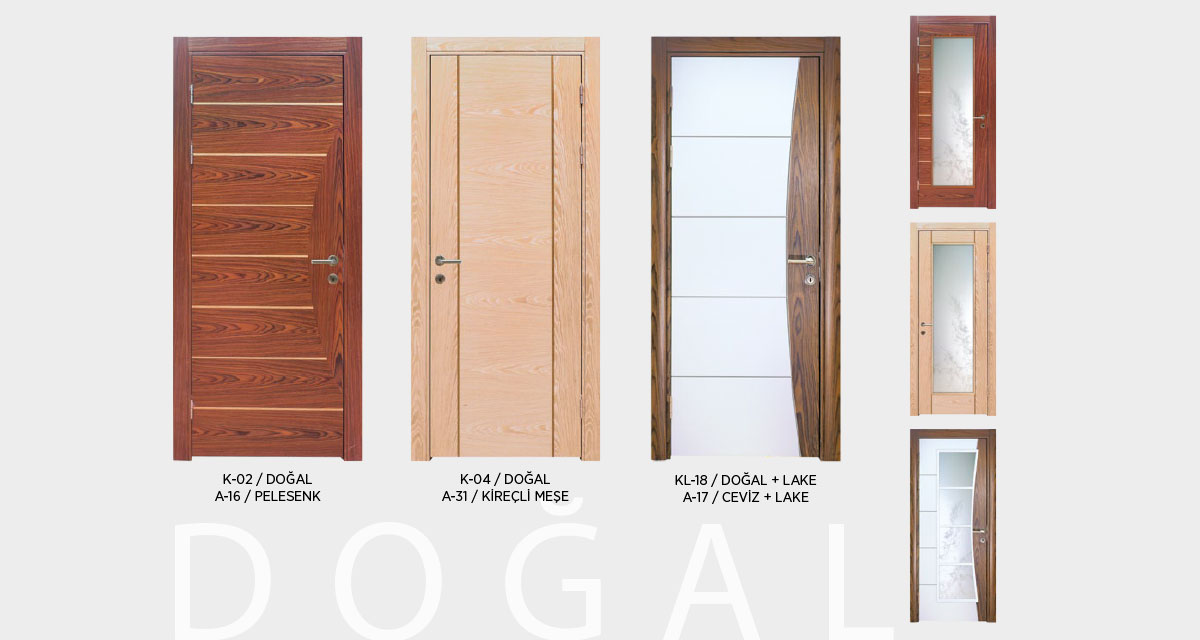 K-02 / DOĞAL
A-16 / PELESENK
K-04 / DOĞAL
A-31 / KİREÇLİ MEŞE
KL-18 / DOĞAL + LAKE
A-17 / CEVİZ + LAKE
DOĞAL